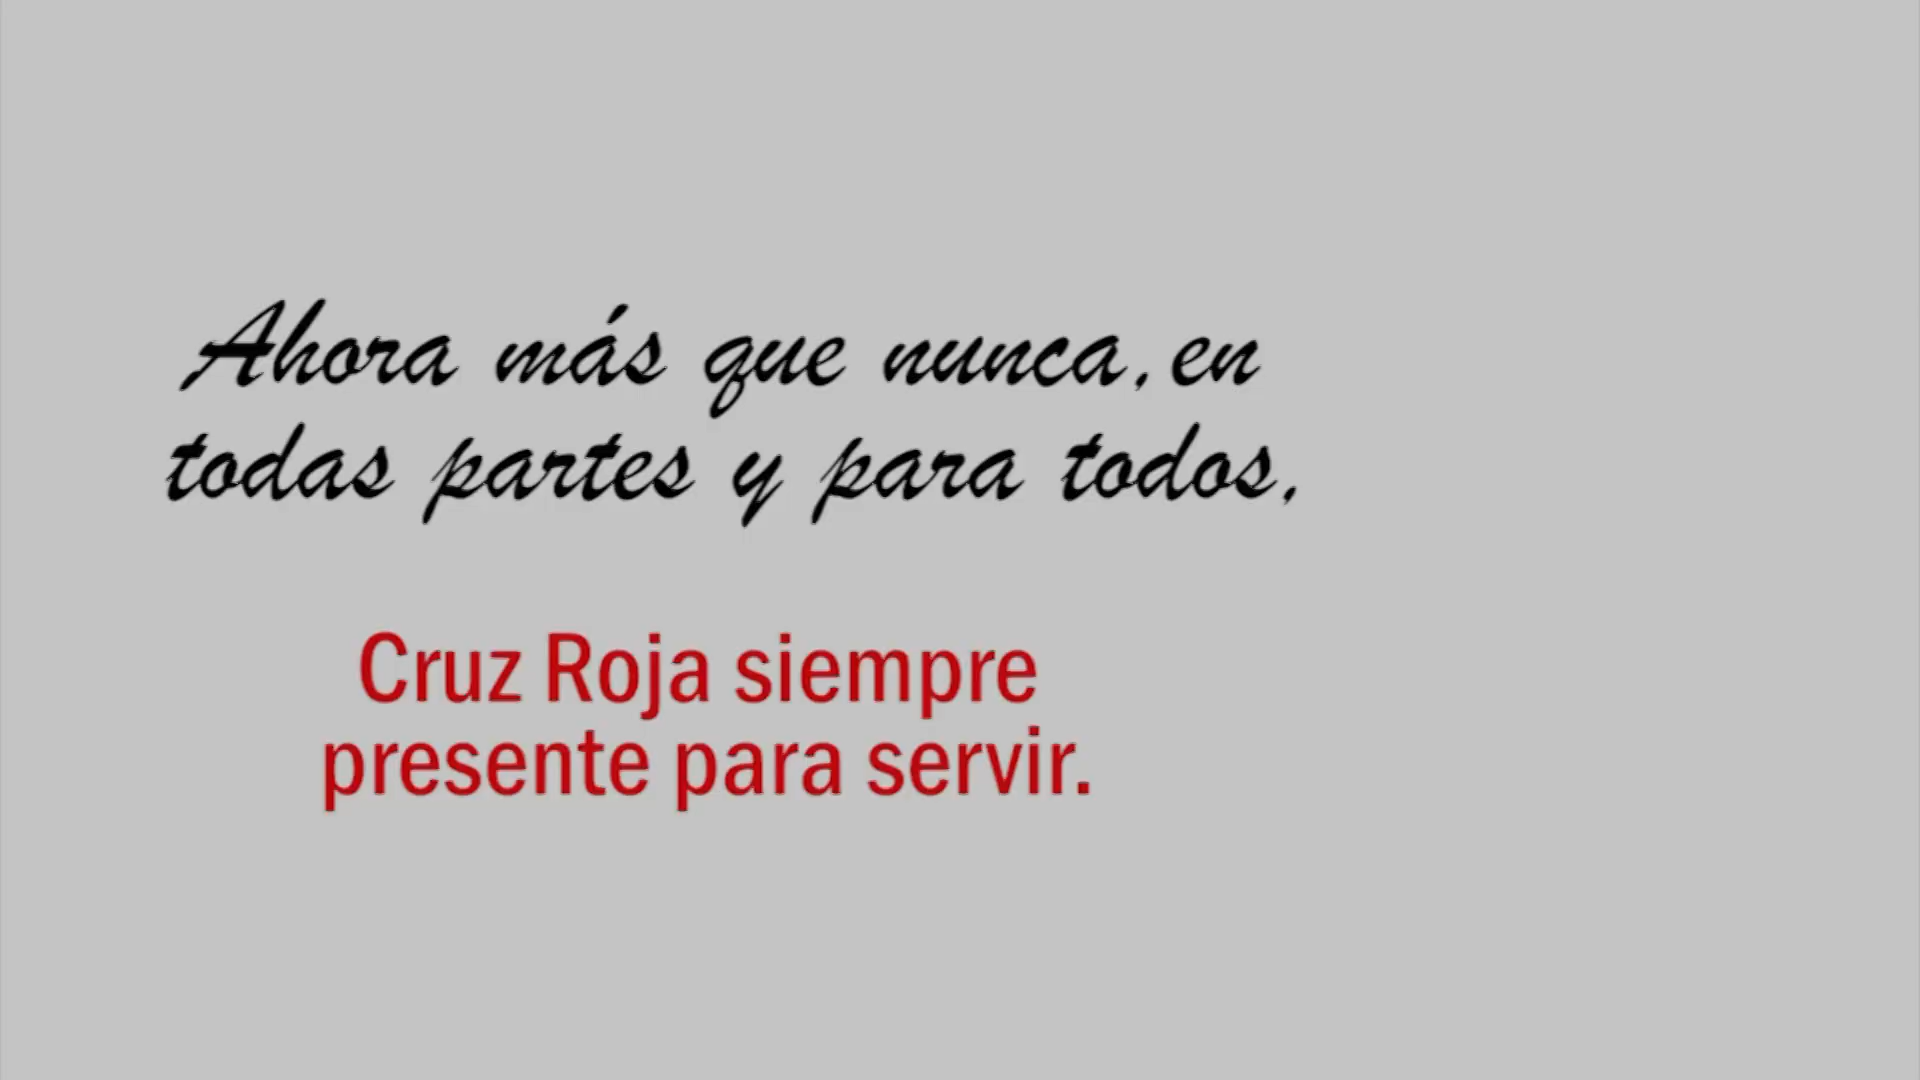 Ahora más que nunca, en
todas partes y para todos,
Cruz Roja siempre
presente para servir.